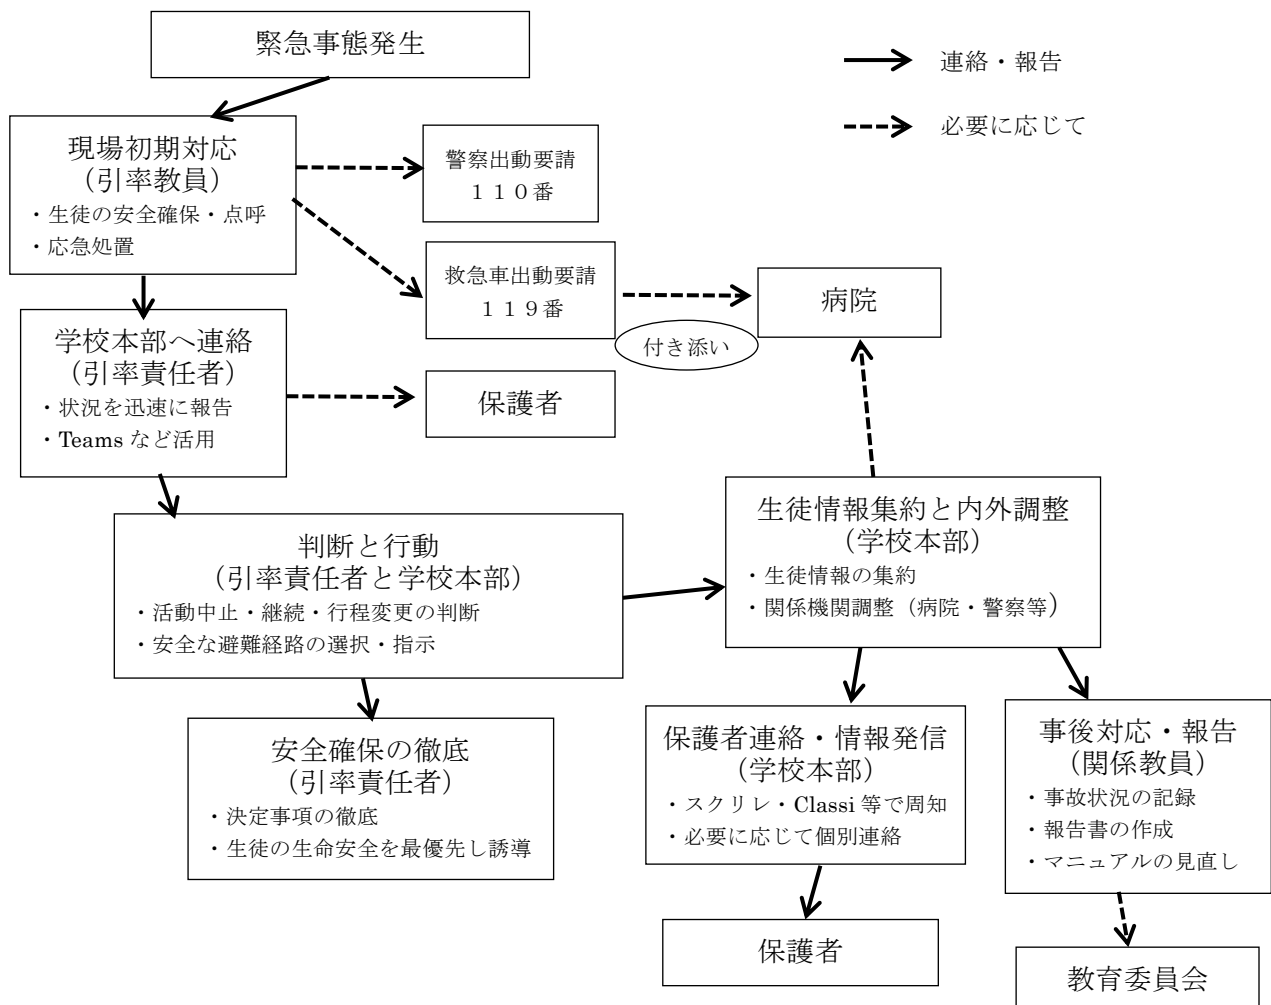 緊急事態発生
連絡・報告
必要に応じて
現場初期対応
(引率教員)
・生徒の安全確保・点呼
・応急処置
警察出動要請
１１０番
救急車出動要請
１１９番
付き添い
病院
学校本部へ連絡
(引率責任者)
・状況を迅速に報告
・Teams など活用
保護者
判断と行動
(引率責任者と学校本部)
・活動中止・継続・行程変更の判断
・安全な避難経路の選択・指示
生徒情報集約と内外調整
(学校本部)
・生徒情報の集約
・関係機関調整（病院・警察等）
安全確保の徹底
(引率責任者)
・決定事項の徹底
・生徒の生命安全を最優先し誘導
保護者連絡・情報発信
(学校本部)
・スクリレ・Classi 等で周知
・必要に応じて個別連絡
事後対応・報告
(関係教員)
・事故状況の記録
・報告書の作成
・マニュアルの見直し
保護者
教育委員会